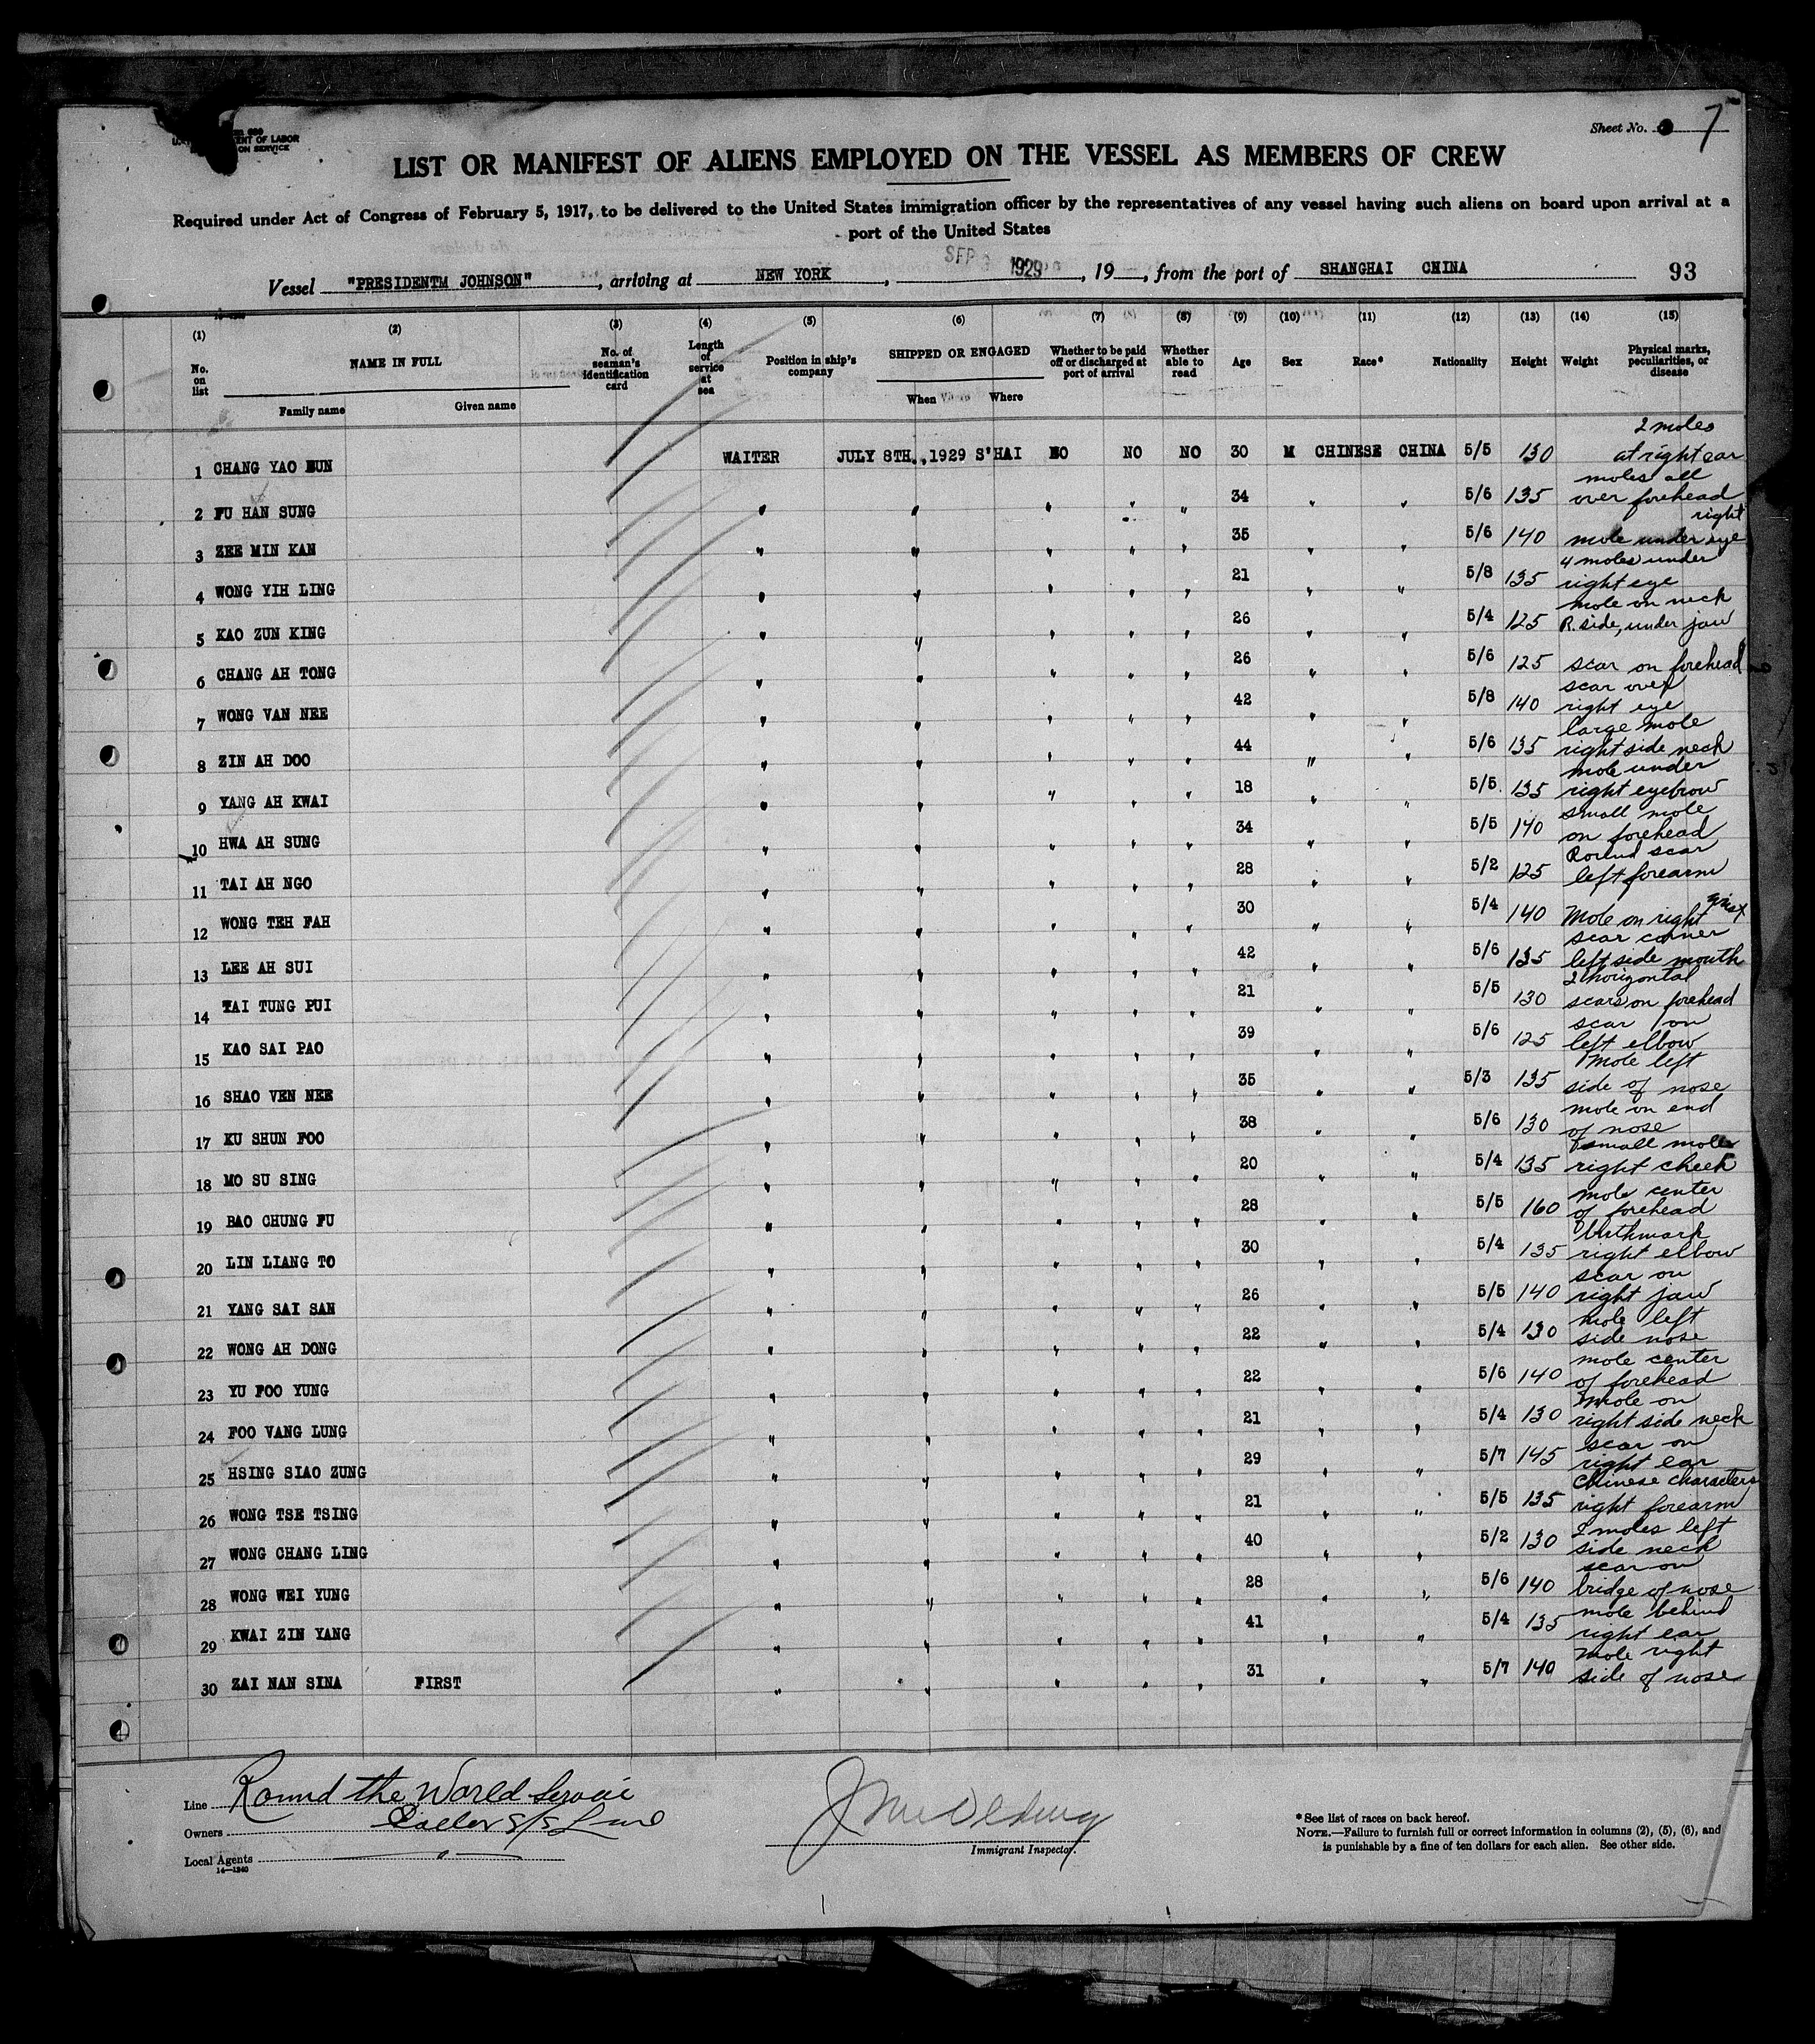 Sheet No. 7
ENT OF LABOR
ON SERVICE
LIST OR MANIFEST OF ALIENS EMPLOYED ON THE VESSEL AS MEMBERS OF CREW
Required under Act of Congress of February 5, 1917, to be delivered to the United States immigration officer by the representatives of any vessel having such aliens on board upon arrival at a
port of the United States
Vessel "PRESIDENTM JOHNSON", arriving at NEW YORK, SEP 1929, 19, from the port of SHANGHAI CHINA 93
(1) (2) (3) (4) (5) (6) (7) (8) (9) (10) (11) (12) (13) (14) (15)
No. on list NAME IN FULL Family name Given name No. of seaman's identification card Length of service at sea Position in ship's company SHIPPED OR ENGAGED When Where Whether to be paid off or discharged at port of arrival Whether able to read Age Sex Race* Nationality Height Weight Physical marks, peculiarities, or disease
1 CHANG YAO EUN WAITER JULY 8TH, 1929 S'HAI NO NO NO 30 M CHINESE CHINA 5/5 130 2 moles at right ear
2 FU HAN SUNG " " " " " 34 " " 5/6 135 moles all over forehead
3 ZEE MIN KAN " " " " " 35 " " 5/6 140 mole under right eye
4 WONG YIH LING " " " " " 21 " " 5/8 135 4 moles under right eye
5 KAO ZUN KING " " " " " 26 " " 5/4 125 mole on neck R. side, under jaw
6 CHANG AH TONG " " " " " 26 " " 5/6 125 scar on forehead
7 WONG VAN NEE " " " " " 42 " " 5/8 140 scar over right eye
8 ZIN AH DOO " " " " " 44 " " 5/6 135 large mole right side neck
9 YANG AH KWAI " " " " " 18 " " 5/5 135 mole under right eyebrow
10 HWA AH SUNG " " " " " 34 " " 5/5 140 small mole on forehead
11 TAI AH NGO " " " " " 28 " " 5/2 125 Round scar left forearm
12 WONG TEH FAH " " " " " 30 " " 5/4 140 Mole on right wrist
13 LEE AH SUI " " " " " 42 " " 5/6 135 scar corner left side mouth
14 TAI TUNG PUI " " " " " 21 " " 5/5 130 2 horizontal scars on forehead
15 KAO SAI PAO " " " " " 39 " " 5/6 125 scar on left elbow
16 SHAO VEN NEE " " " " " 35 " " 5/3 135 Mole left side of nose
17 KU SHUN FOO " " " " " 38 " " 5/6 130 mole on end of nose
18 MO SU SING " " " " " 20 " " 5/4 135 small moles right cheek
19 BAO CHUNG FU " " " " " 28 " " 5/5 160 mole center of forehead
20 LIN LIANG TO " " " " " 30 " " 5/4 135 birthmark right elbow
21 YANG SAI SAN " " " " " 26 " " 5/5 140 scar on right jaw
22 WONG AH DONG " " " " " 22 " " 5/4 130 mole left side nose
23 YU FOO YUNG " " " " " 22 " " 5/6 140 mole center of forehead
24 FOO VANG LUNG " " " " " 21 " " 5/4 130 mole on right side neck
25 HSING SIAO ZUNG " " " " " 29 " " 5/7 145 scar on right ear
26 WONG TSE TSING " " " " " 21 " " 5/5 135 Chinese characters right forearm
27 WONG CHANG LING " " " " " 40 " " 5/2 130 2 moles left side neck
28 WONG WEI YUNG " " " " " 28 " " 5/6 140 scar on bridge of nose
29 KWAI ZIN YANG " " " " " 41 " " 5/4 135 mole behind right ear
30 ZAI NAN SINA FIRST " " " " " 31 " " 5/7 140 Mole right side of nose
Line Round the World Service
Owners Dollar S/S Line
Local Agents "
14—1240
Immigrant Inspector.
*See list of races on back hereof.
NOTE.—Failure to furnish full or correct information in columns (2), (5), (6), and
is punishable by a fine of ten dollars for each alien. See other side.